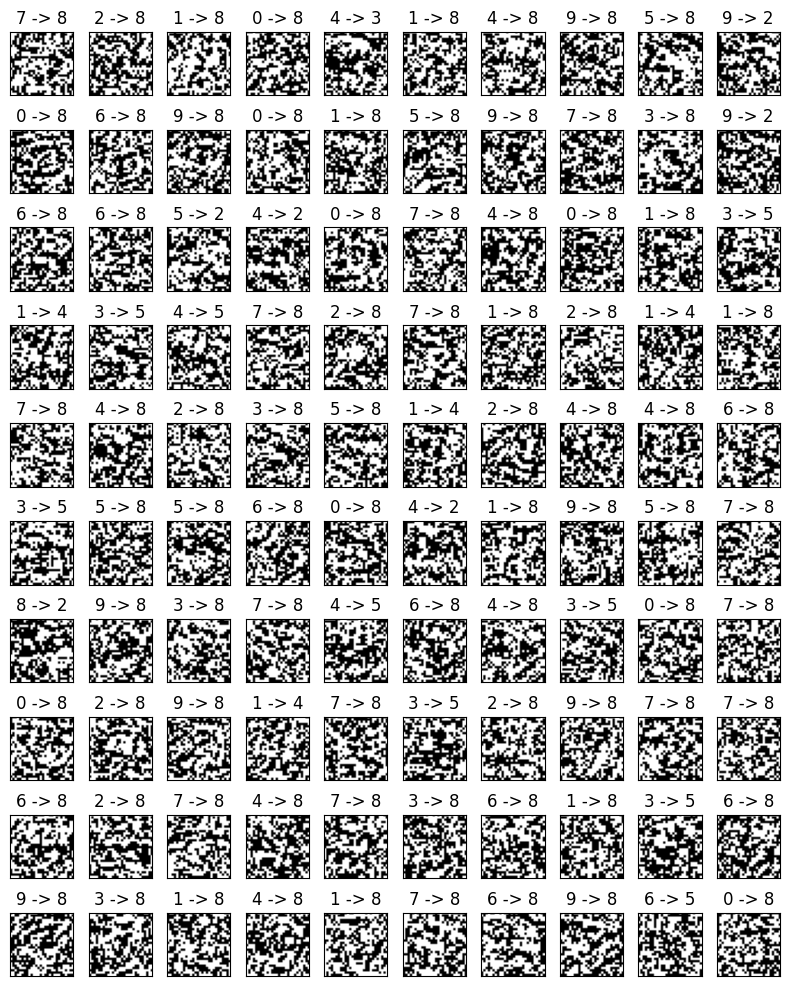 7 -> 8 2 -> 8 1 -> 8 0 -> 8 4 -> 3 1 -> 8 4 -> 8 9 -> 8 5 -> 8 9 -> 2
0 -> 8 6 -> 8 9 -> 8 0 -> 8 1 -> 8 5 -> 8 9 -> 8 7 -> 8 3 -> 8 9 -> 2
6 -> 8 6 -> 8 5 -> 2 4 -> 2 0 -> 8 7 -> 8 4 -> 8 0 -> 8 1 -> 8 3 -> 5
1 -> 4 3 -> 5 4 -> 5 7 -> 8 2 -> 8 7 -> 8 1 -> 8 2 -> 8 1 -> 4 1 -> 8
7 -> 8 4 -> 8 2 -> 8 3 -> 8 5 -> 8 1 -> 4 2 -> 8 4 -> 8 4 -> 8 6 -> 8
3 -> 5 5 -> 8 5 -> 8 6 -> 8 0 -> 8 4 -> 2 1 -> 8 9 -> 8 5 -> 8 7 -> 8
8 -> 2 9 -> 8 3 -> 8 7 -> 8 4 -> 5 6 -> 8 4 -> 8 3 -> 5 0 -> 8 7 -> 8
0 -> 8 2 -> 8 9 -> 8 1 -> 4 7 -> 8 3 -> 5 2 -> 8 9 -> 8 7 -> 8 7 -> 8
6 -> 8 2 -> 8 7 -> 8 4 -> 8 7 -> 8 3 -> 8 6 -> 8 1 -> 8 3 -> 5 6 -> 8
9 -> 8 3 -> 8 1 -> 8 4 -> 8 1 -> 8 7 -> 8 6 -> 8 9 -> 8 6 -> 5 0 -> 8